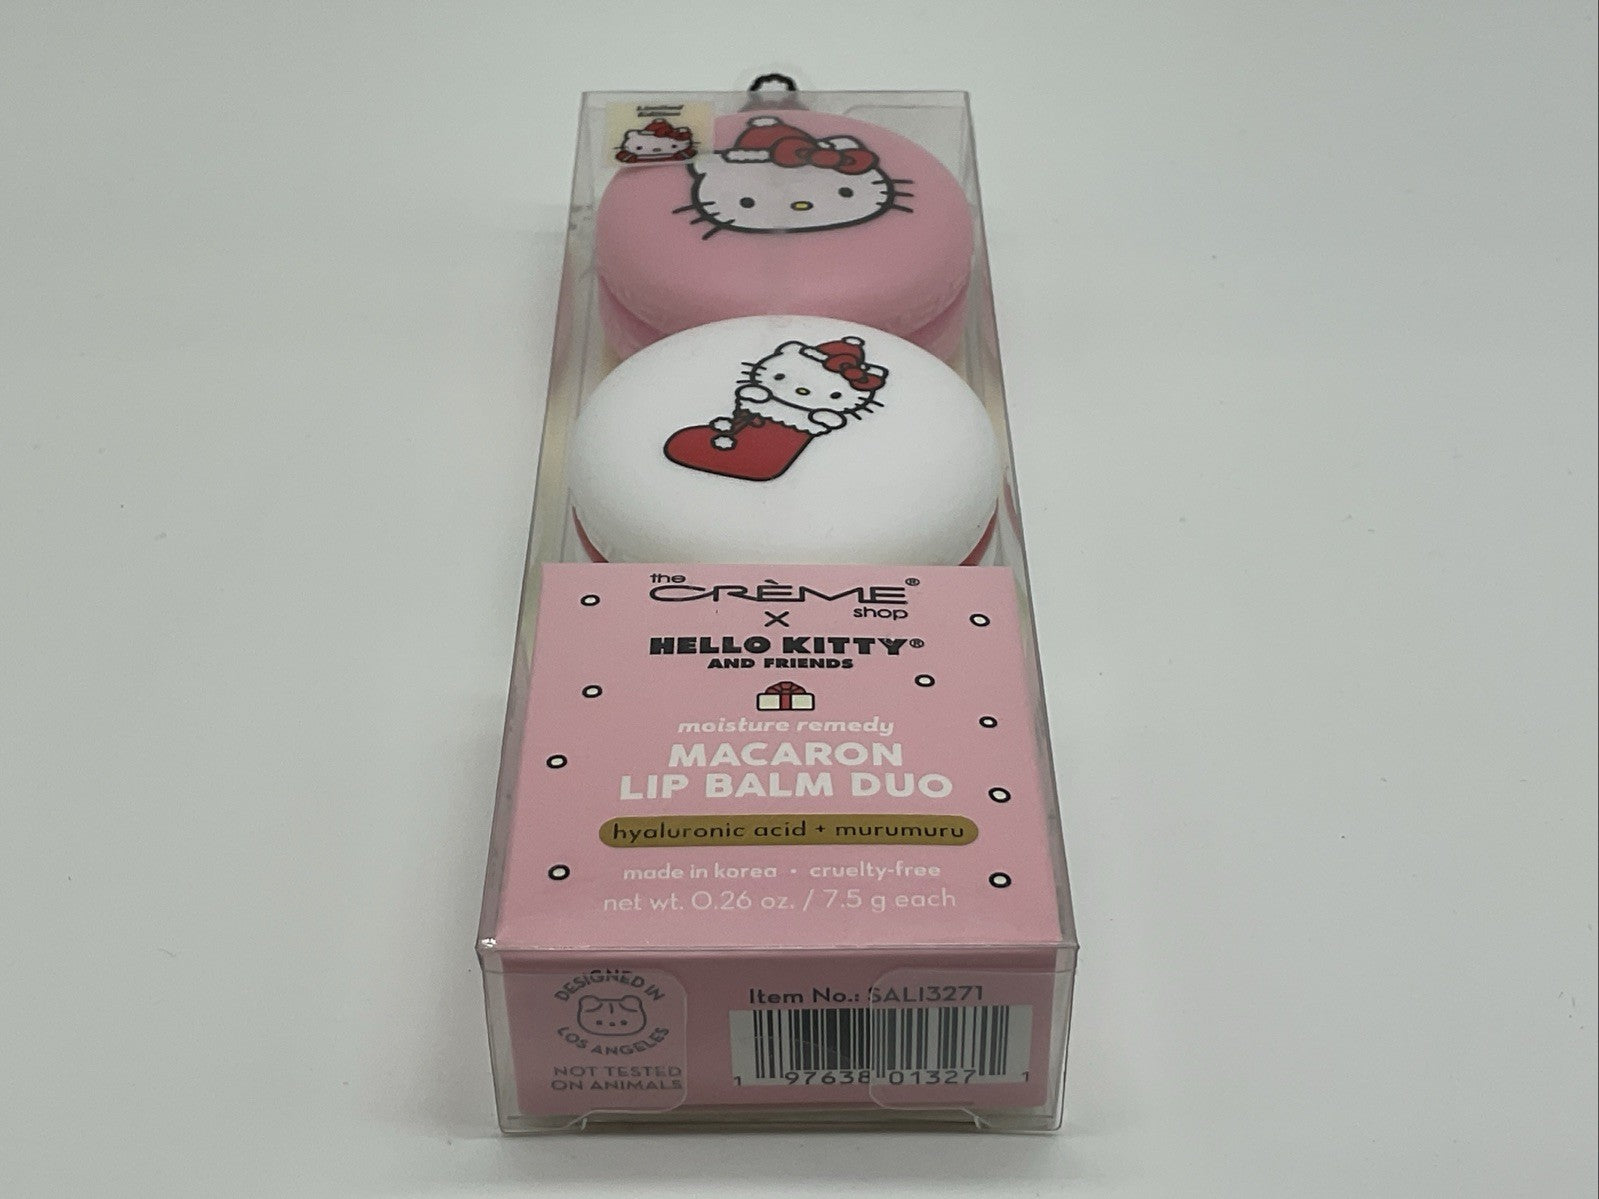 Limited
Edition
the
CRÈME®
shop
X
HELLO KITTY®
AND FRIENDS
moisture remedy
MACARON
LIP BALM DUO
hyaluronic acid + murumuru
made in korea • cruelty-free
net wt. 0.26 oz. / 7.5 g each
DESIGNED IN
LOS ANGELES
NOT TESTED
ON ANIMALS
Item No.: SALI3271
1 97638 01327 1